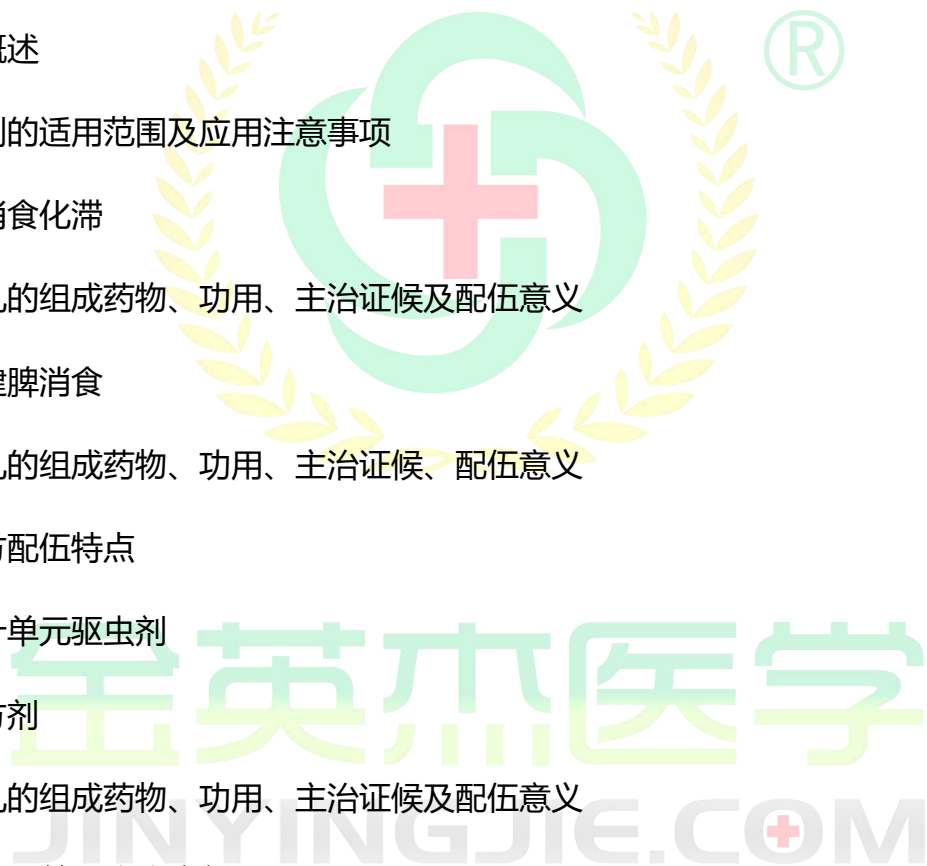 概述
剂的适用范围及应用注意事项
消食化滞
丸的组成药物、功用、主治证候及配伍意义
健脾消食
丸的组成药物、功用、主治证候、配伍意义
方配伍特点
十单元驱虫剂
方剂
丸的组成药物、功用、主治证候及配伍意义
金英杰医学
JINYINGJIE.COM
®